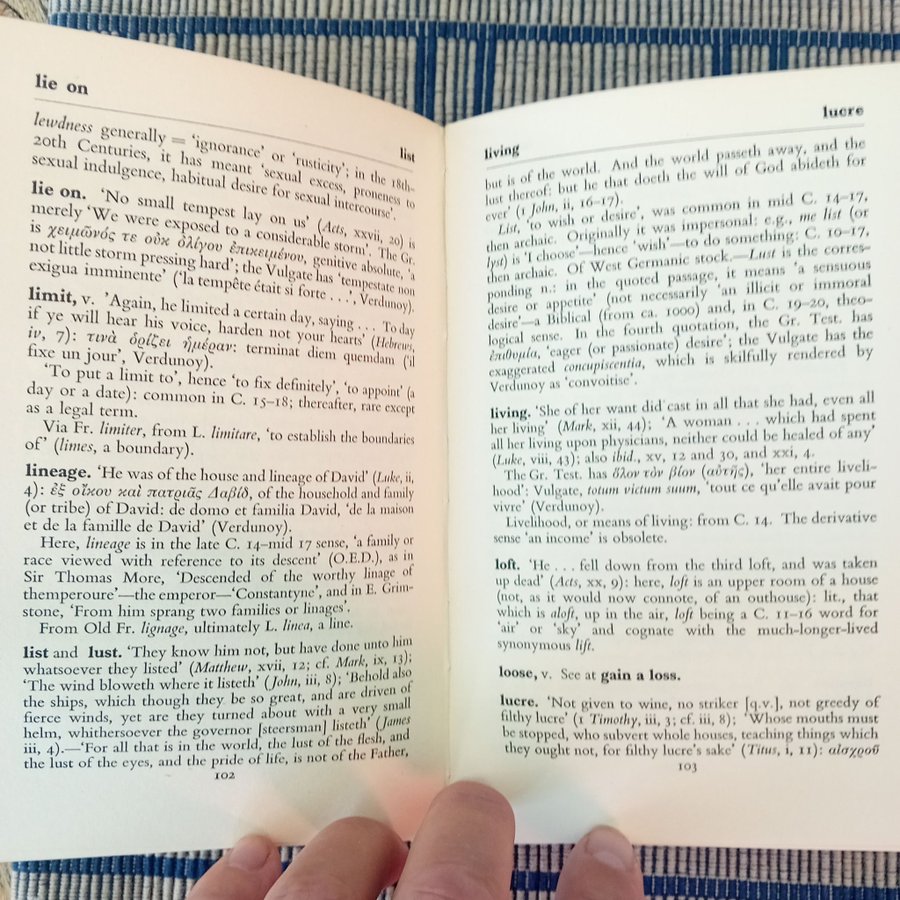 lie on
list
lewdness generally = ‘ignorance’ or ‘rusticity’; in the 18th-
20th Centuries, it has meant ‘sexual excess, proneness to
sexual indulgence, habitual desire for sexual intercourse’.
lie on. ‘No small tempest lay on us’ (Acts, xxvii, 20) is
merely ‘We were exposed to a considerable storm’. The Gr.
is χειμῶνός τε οὐκ ὀλίγου ἐπικειμένου, genitive absolute, ‘a
not little storm pressing hard’; the Vulgate has ‘tempestate non
exigua imminente’ (‘la tempête était si forte . . .’, Verdunoy).
limit, v. ‘Again, he limited a certain day, saying . . . To day
if ye will hear his voice, harden not your hearts’ (Hebrews,
iv, 7): τινὰ ὁρίζει ἡμέραν: terminat diem quemdam (‘il
fixe un jour’, Verdunoy).
‘To put a limit to’, hence ‘to fix definitely’, ‘to appoint’ (a
day or a date): common in C. 15–18; thereafter, rare except
as a legal term.
Via Fr. limiter, from L. limitare, ‘to establish the boundaries
of’ (limes, a boundary).
lineage. ‘He was of the house and lineage of David’ (Luke, ii,
4): ἐξ οἴκου καὶ πατριᾶς Δαβίδ, of the household and family
(or tribe) of David: de domo et familia David, ‘de la maison
et de la famille de David’ (Verdunoy).
Here, lineage is in the late C. 14–mid 17 sense, ‘a family or
race viewed with reference to its descent’ (O.E.D.), as in
Sir Thomas More, ‘Descended of the worthy linage of
themperoure’—the emperor—‘Constantyne’, and in E. Grim-
stone, ‘From him sprang two families or linages’.
From Old Fr. lignage, ultimately L. linea, a line.
list and lust. ‘They know him not, but have done unto him
whatsoever they listed’ (Matthew, xvii, 12; cf. Mark, ix, 13);
‘The wind bloweth where it listeth’ (John, iii, 8); ‘Behold also
the ships, which though they be so great, and are driven of
fierce winds, yet are they turned about with a very small
helm, whithersoever the governor [steersman] listeth’ (James
iii, 4).—‘For all that is in the world, the lust of the flesh, and
the lust of the eyes, and the pride of life, is not of the Father,
102
living
lucre
but is of the world. And the world passeth away, and the
lust thereof: but he that doeth the will of God abideth for
ever’ (1 John, ii, 16–17).
List, ‘to wish or desire’, was common in mid C. 14–17,
then archaic. Originally it was impersonal: e.g., me list (or
lyst) is ‘I choose’—hence ‘wish’—to do something: C. 10–17,
then archaic. Of West Germanic stock.—Lust is the corres-
ponding n.: in the quoted passage, it means ‘a sensuous
desire or appetite’ (not necessarily ‘an illicit or immoral
desire’—a Biblical (from ca. 1000) and, in C. 19–20, theo-
logical sense. In the fourth quotation, the Gr. Test. has
ἐπιθυμία, ‘eager (or passionate) desire’; the Vulgate has the
exaggerated concupiscentia, which is skilfully rendered by
Verdunoy as ‘convoitise’.
living. ‘She of her want did cast in all that she had, even all
her living’ (Mark, xii, 44); ‘A woman . . . which had spent
all her living upon physicians, neither could be healed of any’
(Luke, viii, 43); also ibid., xv, 12 and 30, and xxi, 4.
The Gr. Test. has βλον τὸν βίον (αὐτῆς), ‘her entire liveli-
hood’: Vulgate, totum victum suum, ‘tout ce qu’elle avait pour
vivre’ (Verdunoy).
Livelihood, or means of living: from C. 14. The derivative
sense ‘an income’ is obsolete.
loft. ‘He . . . fell down from the third loft, and was taken
up dead’ (Acts, xx, 9): here, loft is an upper room of a house
(not, as it would now connote, of an outhouse): lit., that
which is aloft, up in the air, loft being a C. 11–16 word for
‘air’ or ‘sky’ and cognate with the much-longer-lived
synonymous lift.
loose, v. See at gain a loss.
lucre. ‘Not given to wine, no striker [q.v.], not greedy of
filthy lucre’ (1 Timothy, iii, 3; cf. iii, 8); ‘Whose mouths must
be stopped, who subvert whole houses, teaching things which
they ought not, for filthy lucre’s sake’ (Titus, i, 11): αἰσχροῦ
103